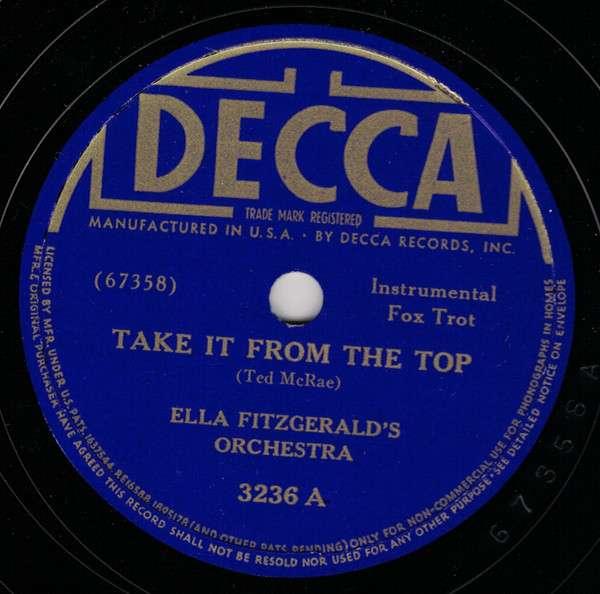 DECCA
TRADE MARK REGISTERED
MANUFACTURED IN U.S.A. • BY DECCA RECORDS, INC.
(67358)
Instrumental
Fox Trot
TAKE IT FROM THE TOP
(Ted McRae)
ELLA FITZGERALD'S
ORCHESTRA
3236 A
LICENSED BY MFR. UNDER U.S. PATS. 1637544, RE16588, 1895178 (AND OTHER PATS. PENDING) ONLY FOR NON-COMMERCIAL USE FOR PHONOGRAPHS IN HOMES
MFR. & ORIGINAL PURCHASER HAVE AGREED THIS RECORD SHALL NOT BE RESOLD NOR USED FOR ANY OTHER PURPOSE • SEE DETAILED NOTICE ON ENVELOPE
67358A